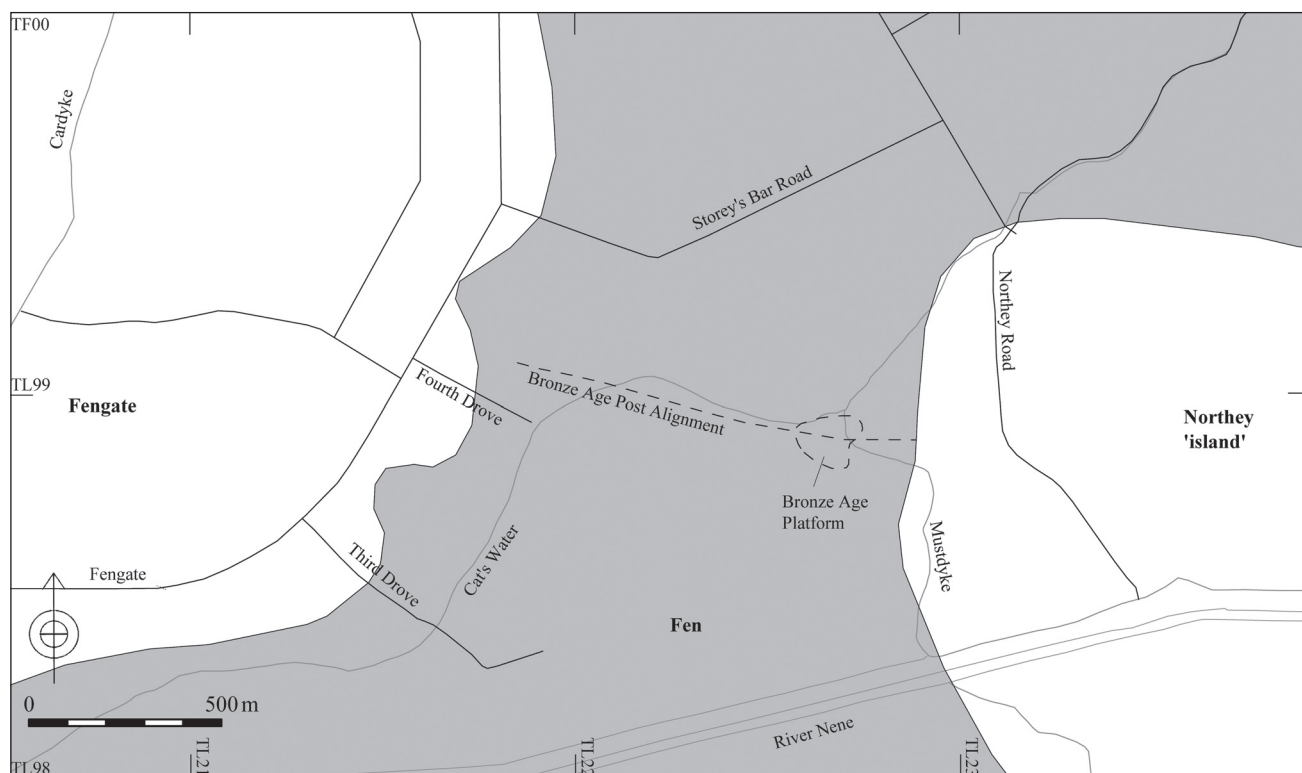 TF00
Cardyke
Storey's Bar Road
Northey Road
TL99
Fengate
Fourth Drove
Bronze Age Post Alignment
Northey
'island'
Bronze Age
Platform
Mustdyke
Cat's Water
Third Drove
Fengate
Fen
0 500 m
River Nene
TL98
TL21
TL22
TL23